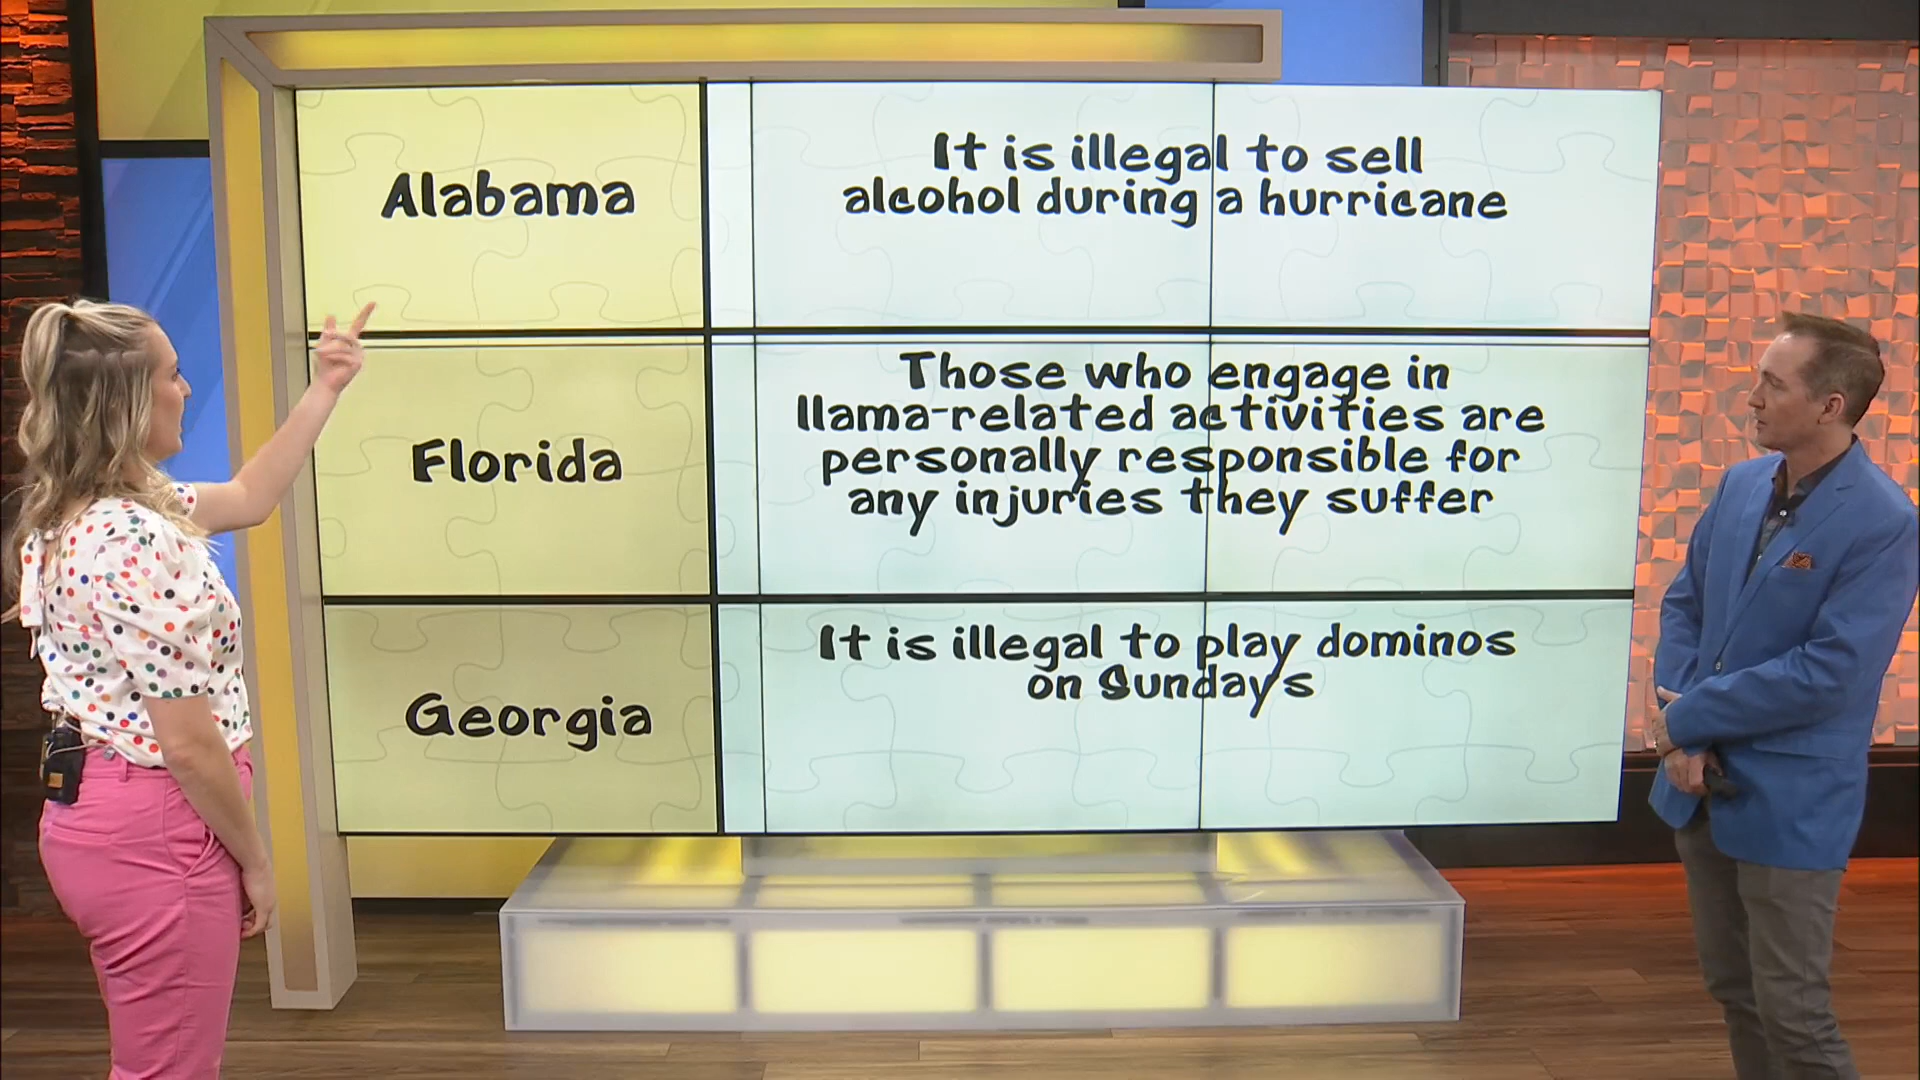 Alabama
It is illegal to sell
alcohol during a hurricane
Florida
Those who engage in
llama-related activities are
personally responsible for
any injuries they suffer
Georgia
It is illegal to play dominos
on Sundays